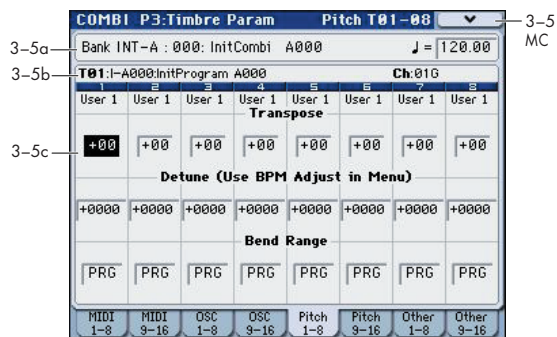 COMBI P3:Timbre Param Pitch T01-08
3–5
MC
3–5a
Bank INT-A : 000: InitCombi A000 ♩ = 120.00
3–5b
T01:I-A000:InitProgram A000 Ch:01G
1 2 3 4 5 6 7 8
User 1 User 1 User 1 User 1 User 1 User 1 User 1 User 1
Transpose
3–5c
+00 +00 +00 +00 +00 +00 +00 +00
Detune (Use BPM Adjust in Menu)
+0000 +0000 +0000 +0000 +0000 +0000 +0000 +0000
Bend Range
PRG PRG PRG PRG PRG PRG PRG PRG
MIDI 1-8 MIDI 9-16 OSC 1-8 OSC 9-16 Pitch 1-8 Pitch 9-16 Other 1-8 Other 9-16